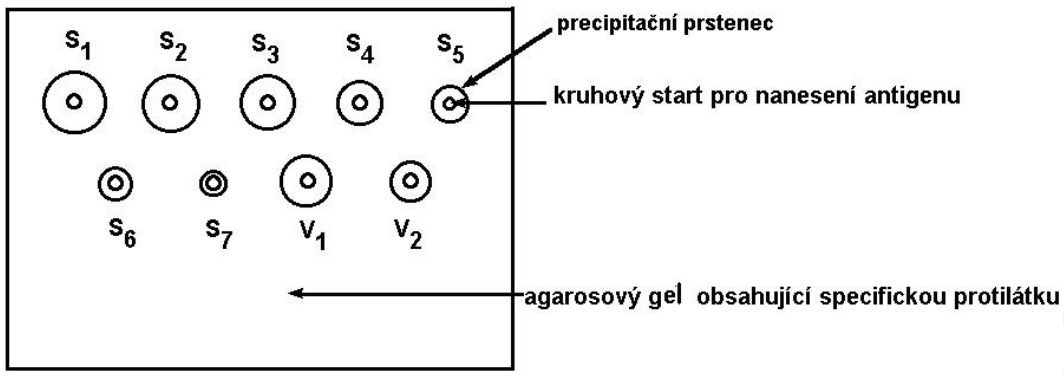 precipitační prstenec
S1 S2 S3 S4 S5
kruhový start pro nanesení antigenu
S6 S7 V1 V2
agarosový gel obsahující specifickou protilátku